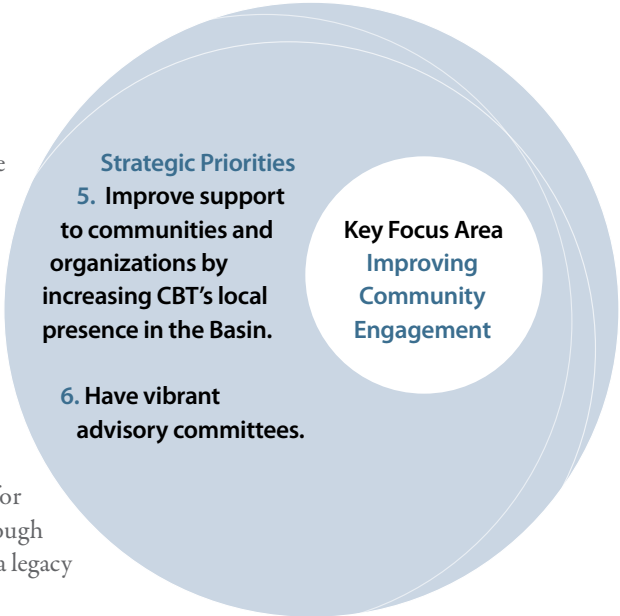 Strategic Priorities
5. Improve support
to communities and
organizations by
increasing CBT's local
presence in the Basin.
6. Have vibrant
advisory committees.
Key Focus Area
Improving
Community
Engagement
a legacy